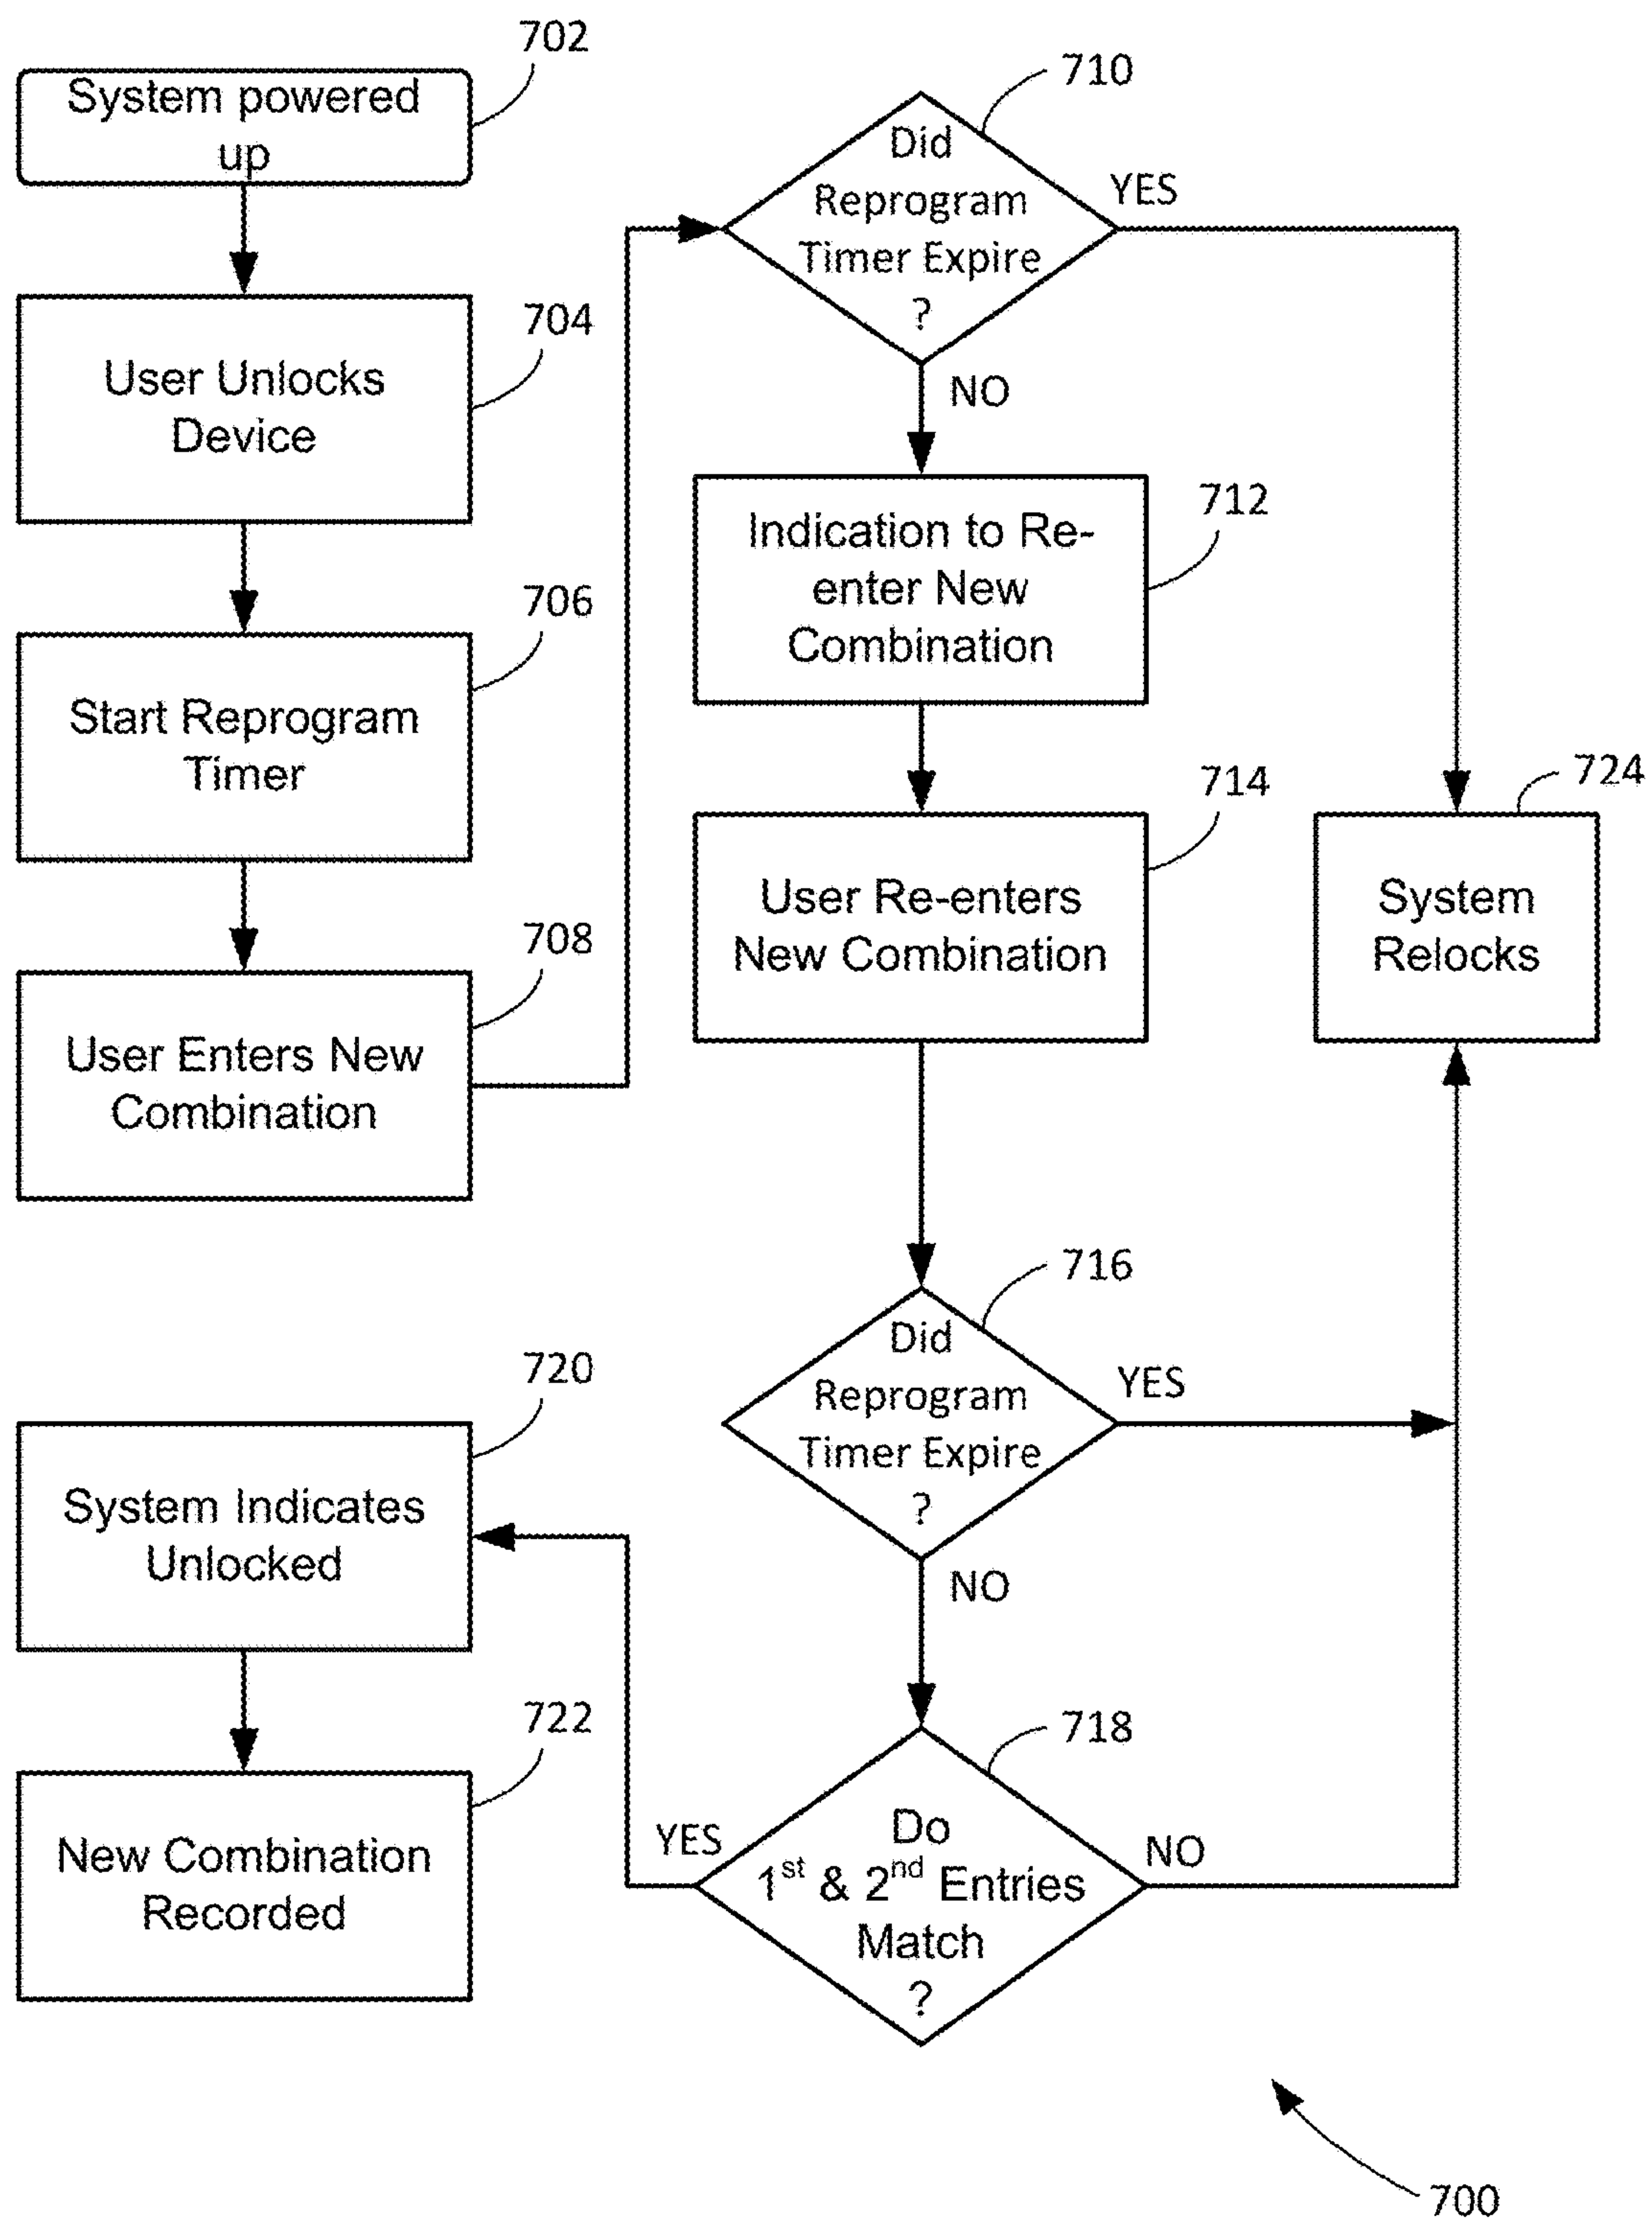 702
System powered
up
704
User Unlocks
Device
706
Start Reprogram
Timer
708
User Enters New
Combination
710
Did
Reprogram
Timer Expire
?
YES
NO
712
Indication to Re-
enter New
Combination
714
User Re-enters
New Combination
724
System
Relocks
716
Did
Reprogram
Timer Expire
?
YES
NO
718
Do
1st & 2nd Entries
Match
?
YES
NO
720
System Indicates
Unlocked
722
New Combination
Recorded
700